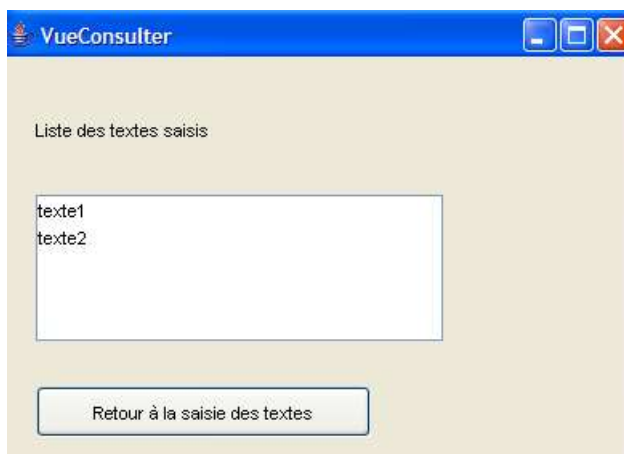 VueConsulter
Liste des textes saisis
texte1
texte2
Retour à la saisie des textes